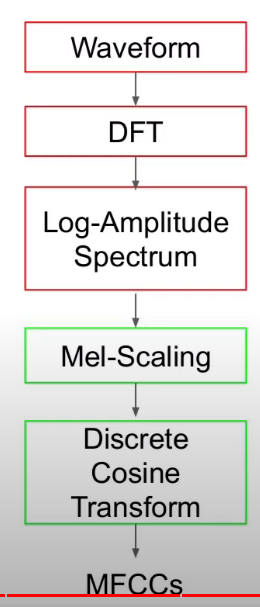 Waveform
DFT
Log-Amplitude
Spectrum
Mel-Scaling
Discrete
Cosine
Transform
MFCCs